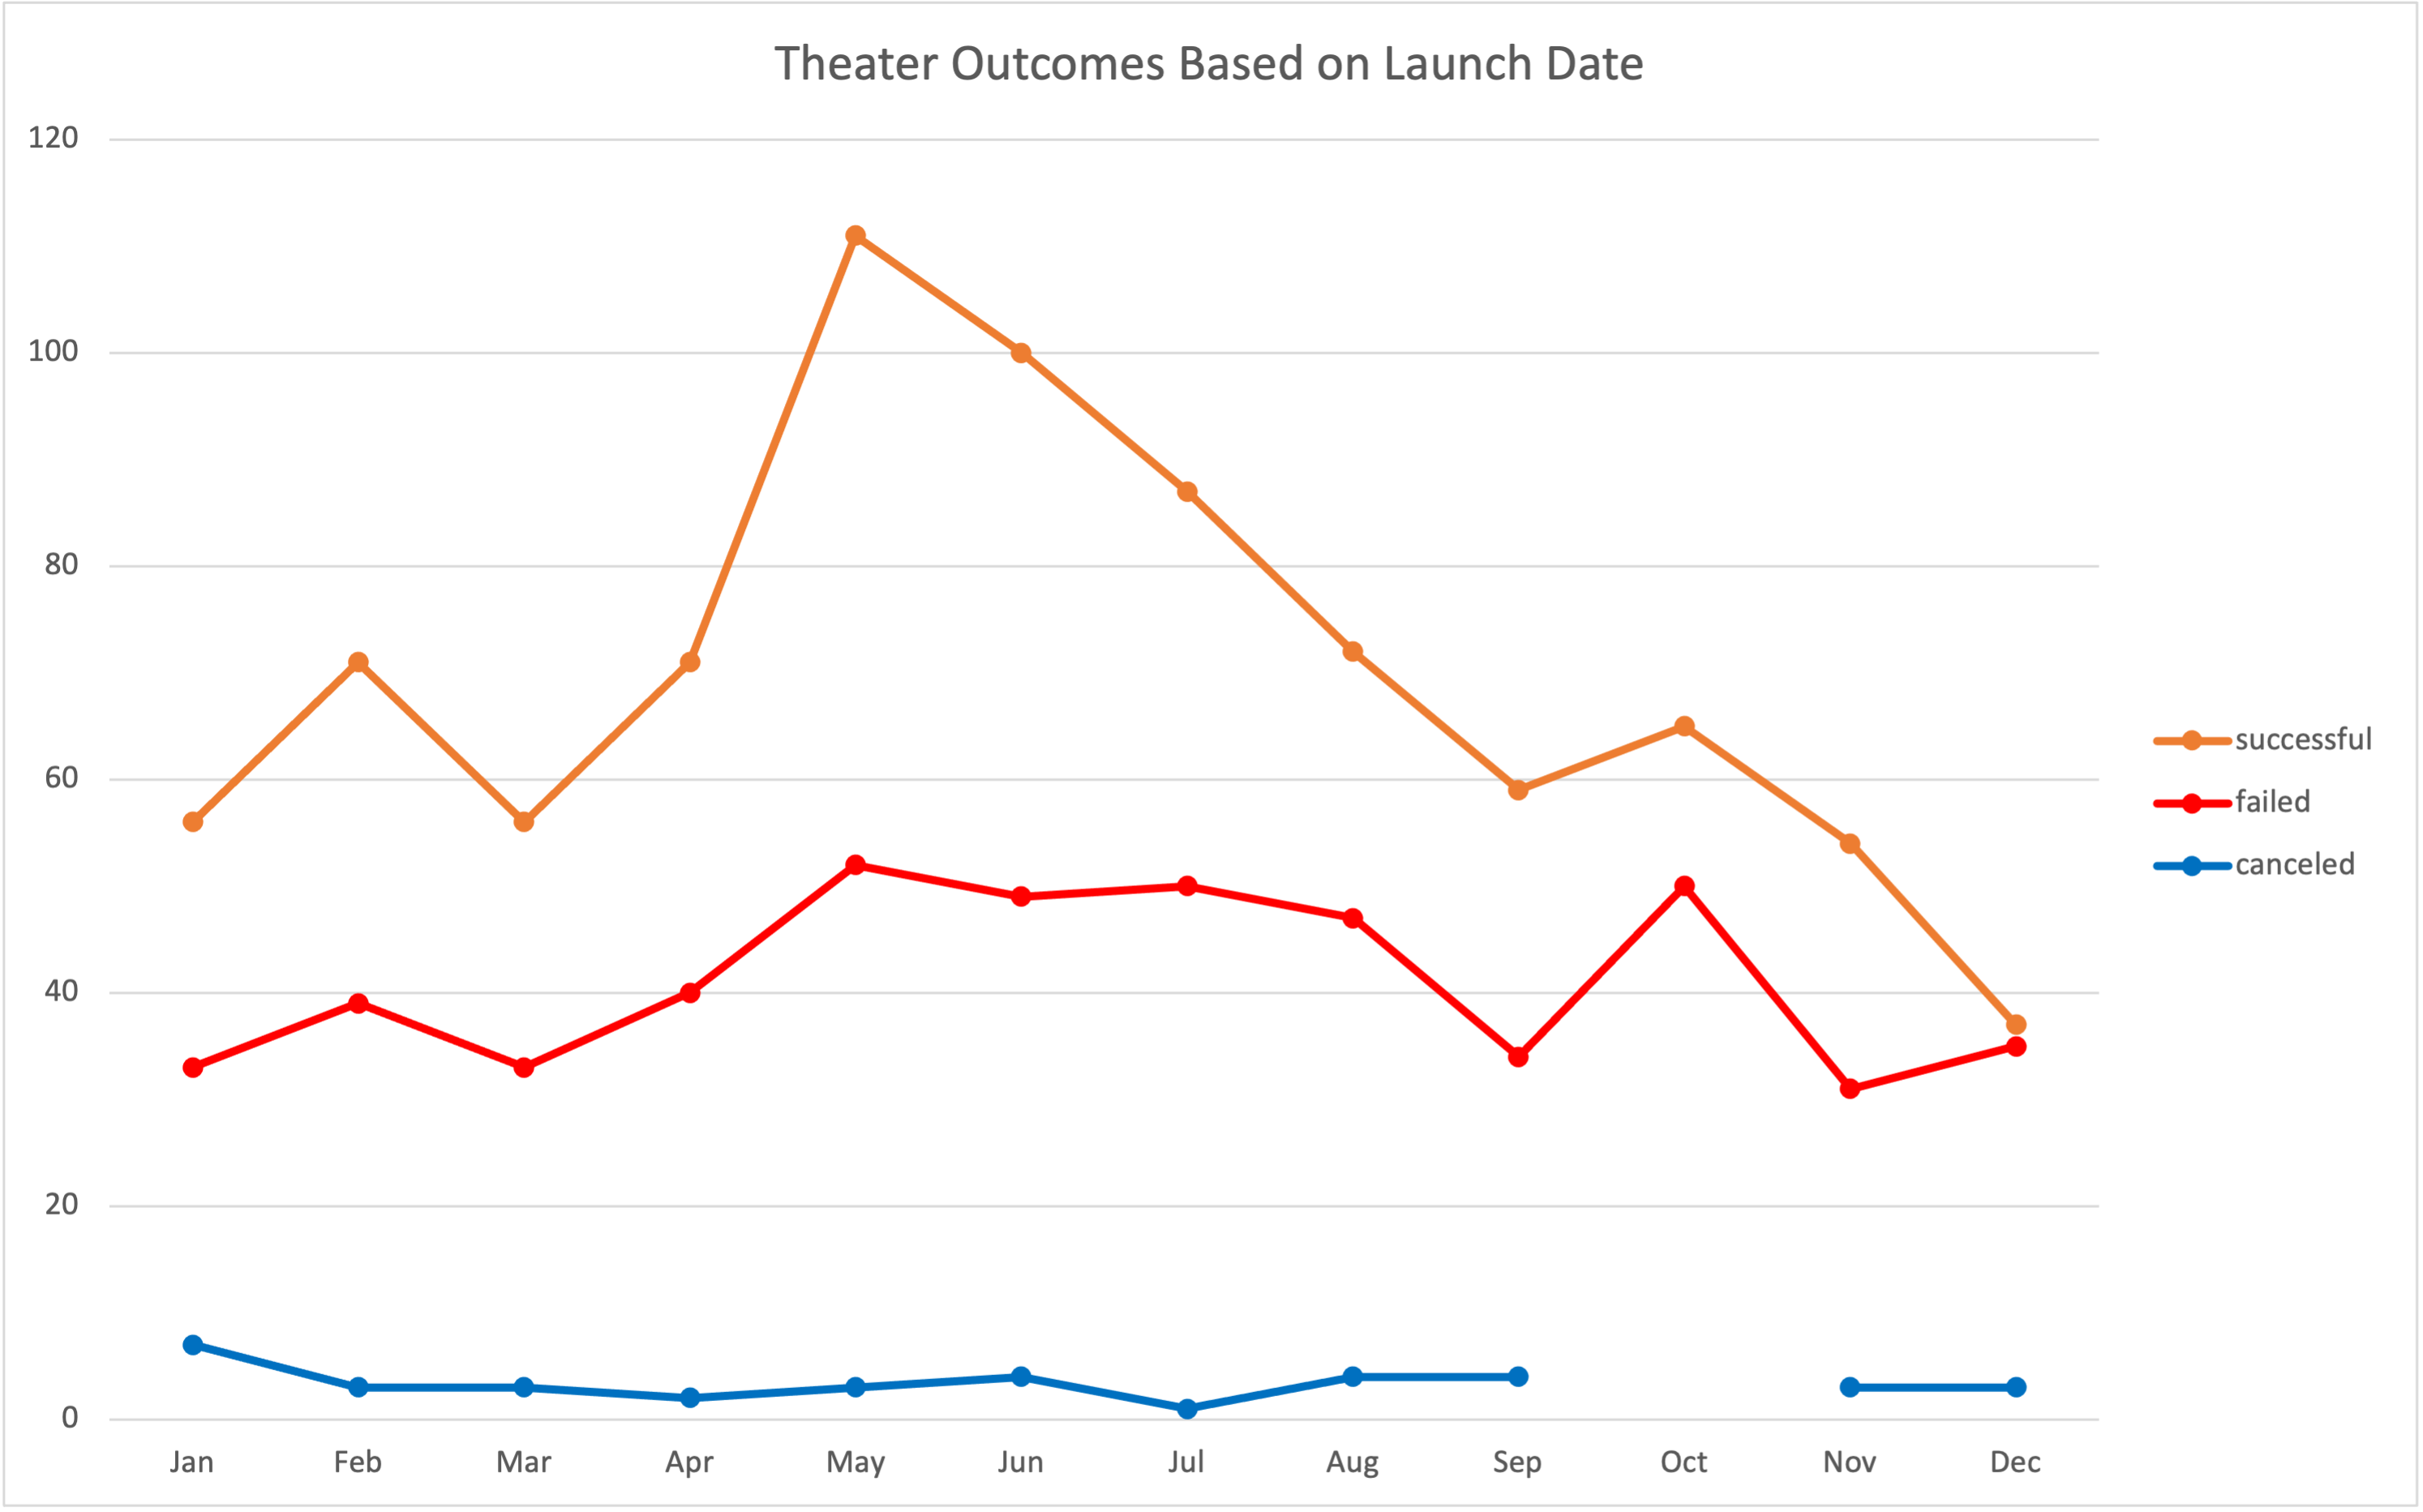 Theater Outcomes Based on Launch Date
120
100
80
60
40
20
0
Jan Feb Mar Apr May Jun Jul Aug Sep Oct Nov Dec
successful
failed
canceled